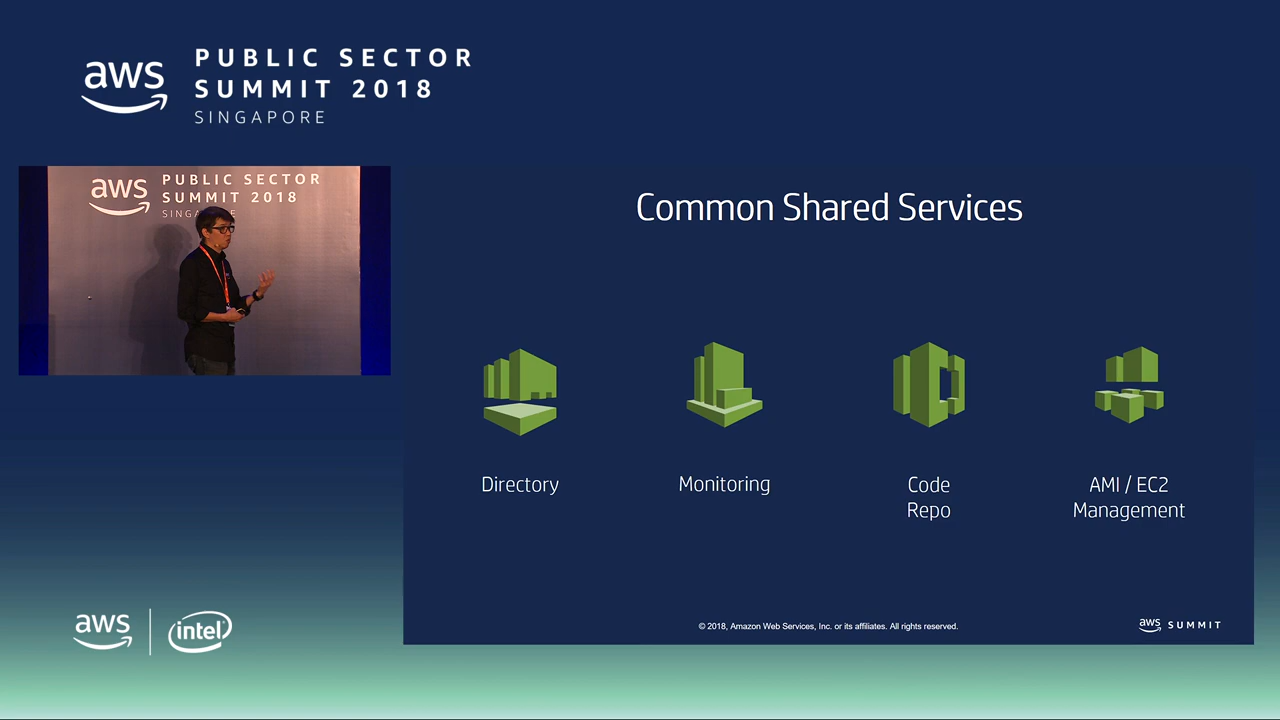 aws
PUBLIC SECTOR
SUMMIT 2018
SINGAPORE
aws
PUBLIC SECTOR
SUMMIT 2018
Common Shared Services
Directory
Monitoring
Code
Repo
AMI / EC2
Management
© 2018, Amazon Web Services, Inc. or its affiliates. All rights reserved.
aws SUMMIT
aws
intel